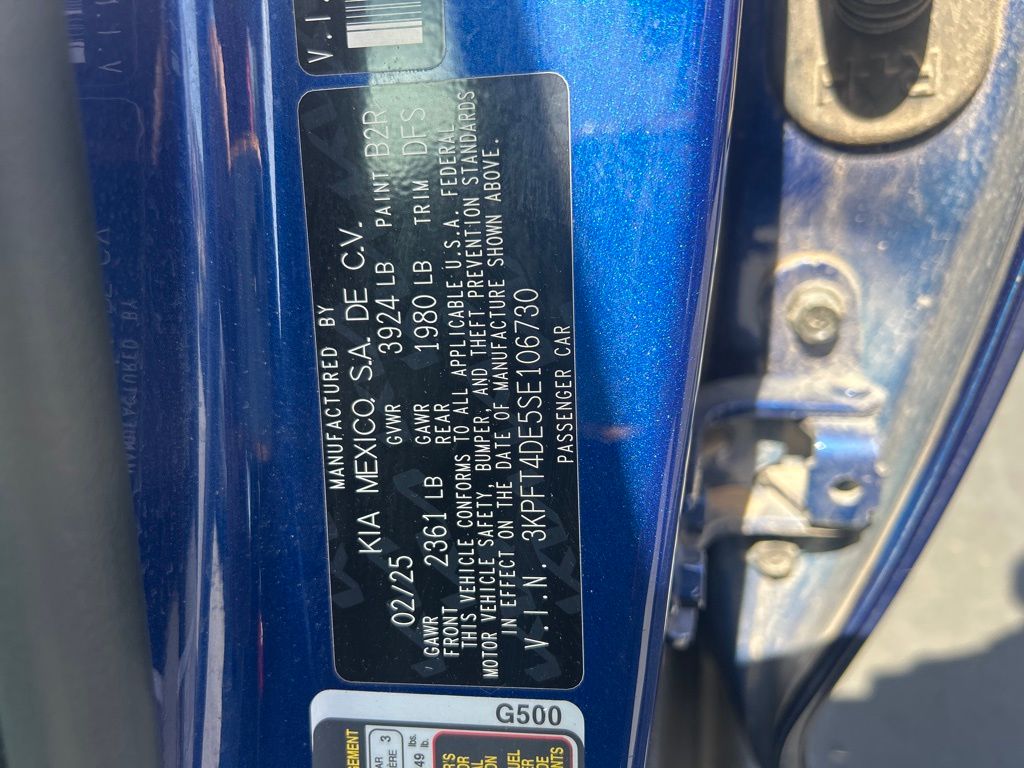 MANUFACTURED BY
KIA MEXICO, S.A. DE C.V.
02/25 GVWR 3924 LB PAINT B2R
GAWR FRONT 2361 LB GAWR REAR 1980 LB TRIM DFS
THIS VEHICLE CONFORMS TO ALL APPLICABLE U.S.A. FEDERAL
MOTOR VEHICLE SAFETY, BUMPER, AND THEFT PREVENTION STANDARDS
IN EFFECT ON THE DATE OF MANUFACTURE SHOWN ABOVE.
V.I.N. 3KPFT4DE5SE106730
PASSENGER CAR
G500
V.I